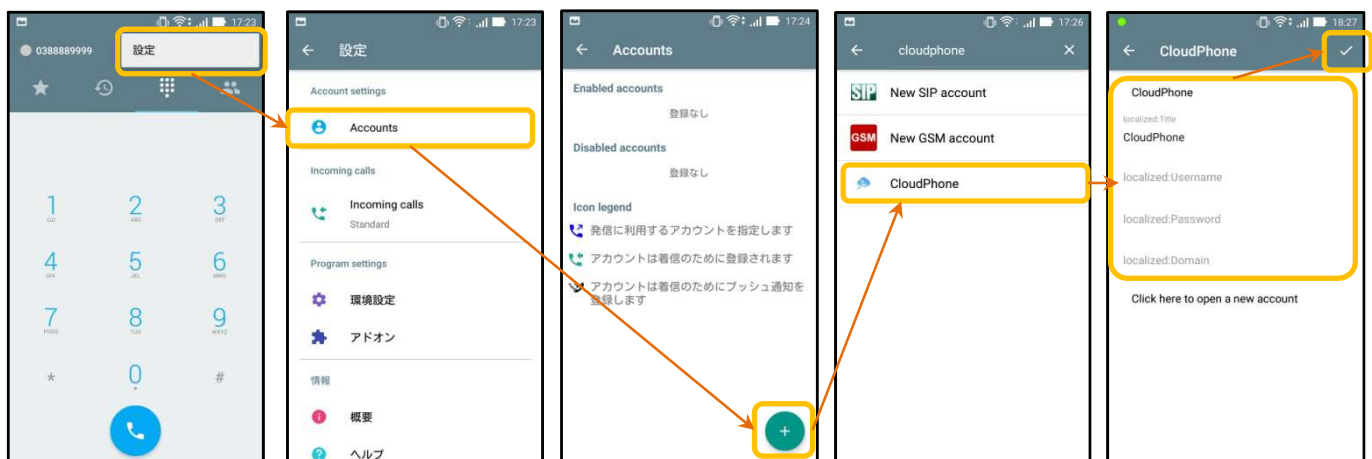 17:23
0388889999
設定
1
2
ABC
3
DEF
4
GHI
5
JKL
6
MNO
7
PQRS
8
TUV
9
WXYZ
*
0
#
17:23
設定
Account settings
Accounts
Incoming calls
Incoming calls
Standard
Program settings
環境設定
アドオン
情報
概要
ヘルプ
17:24
Accounts
Enabled accounts
登録なし
Disabled accounts
登録なし
Icon legend
発信に利用するアカウントを指定します
アカウントは着信のために登録されます
アカウントは着信のためにプッシュ通知を
登録します
17:26
cloudphone
SIP New SIP account
GSM New GSM account
CloudPhone
18:27
CloudPhone
CloudPhone
localized:Title
CloudPhone
localized:Username
localized:Password
localized:Domain
Click here to open a new account